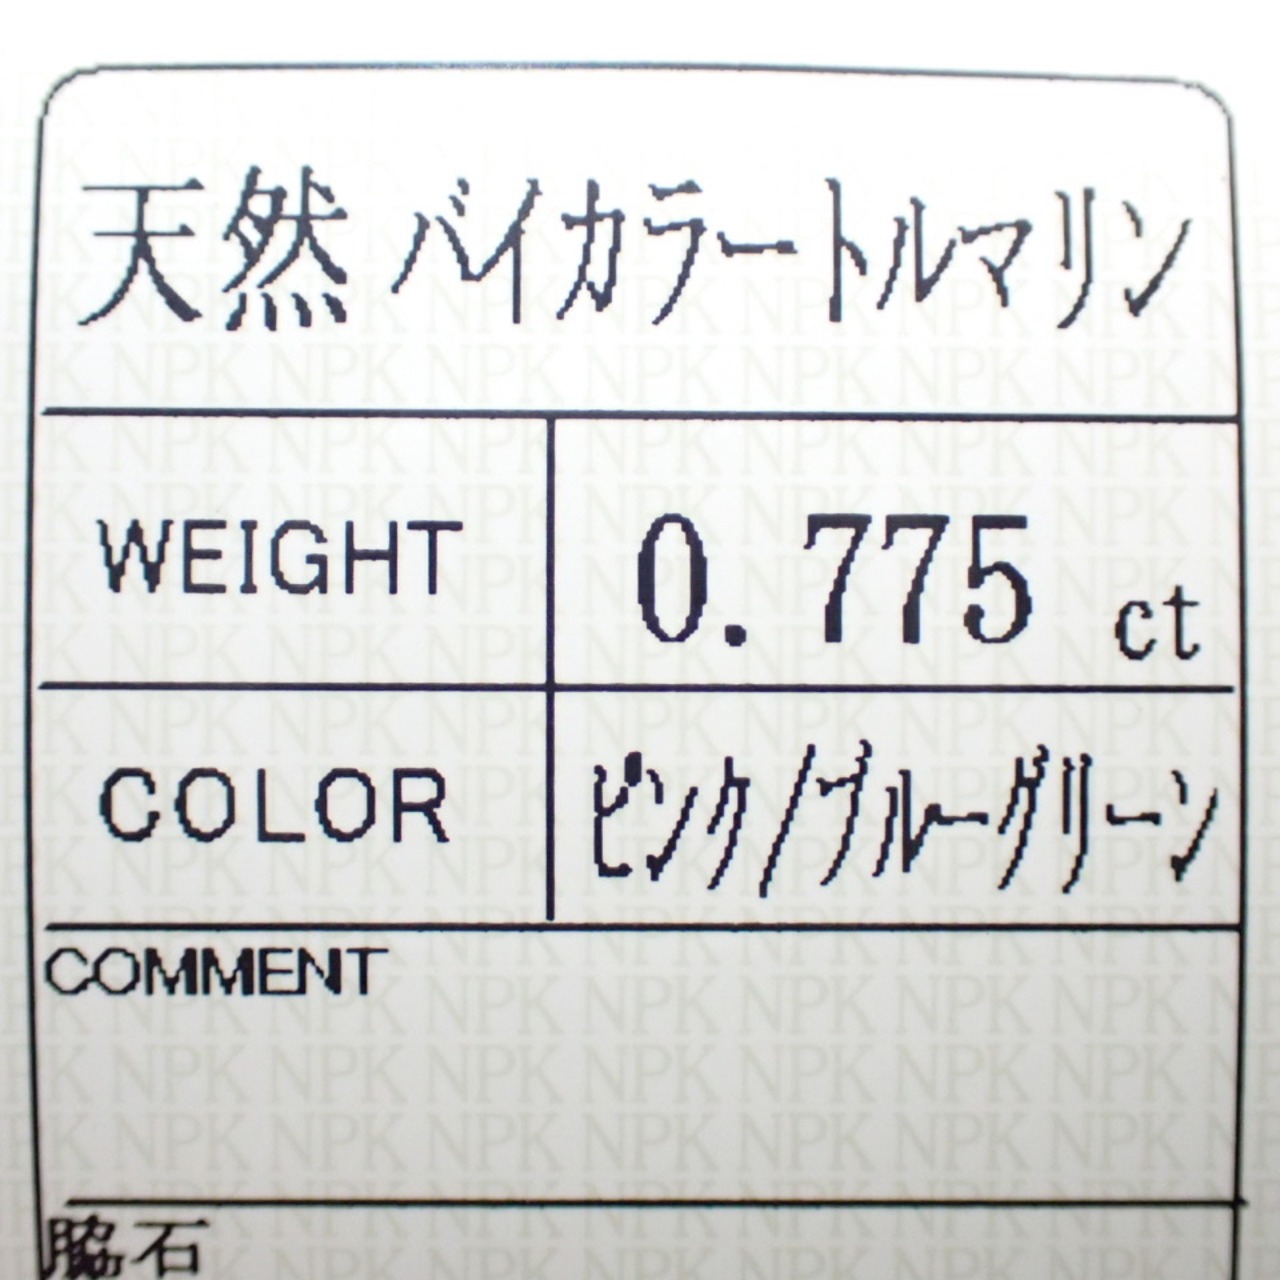 天然 バイカラートルマリン
WEIGHT 0.775 ct
COLOR ピンク/ブルーグリーン
COMMENT
脇石